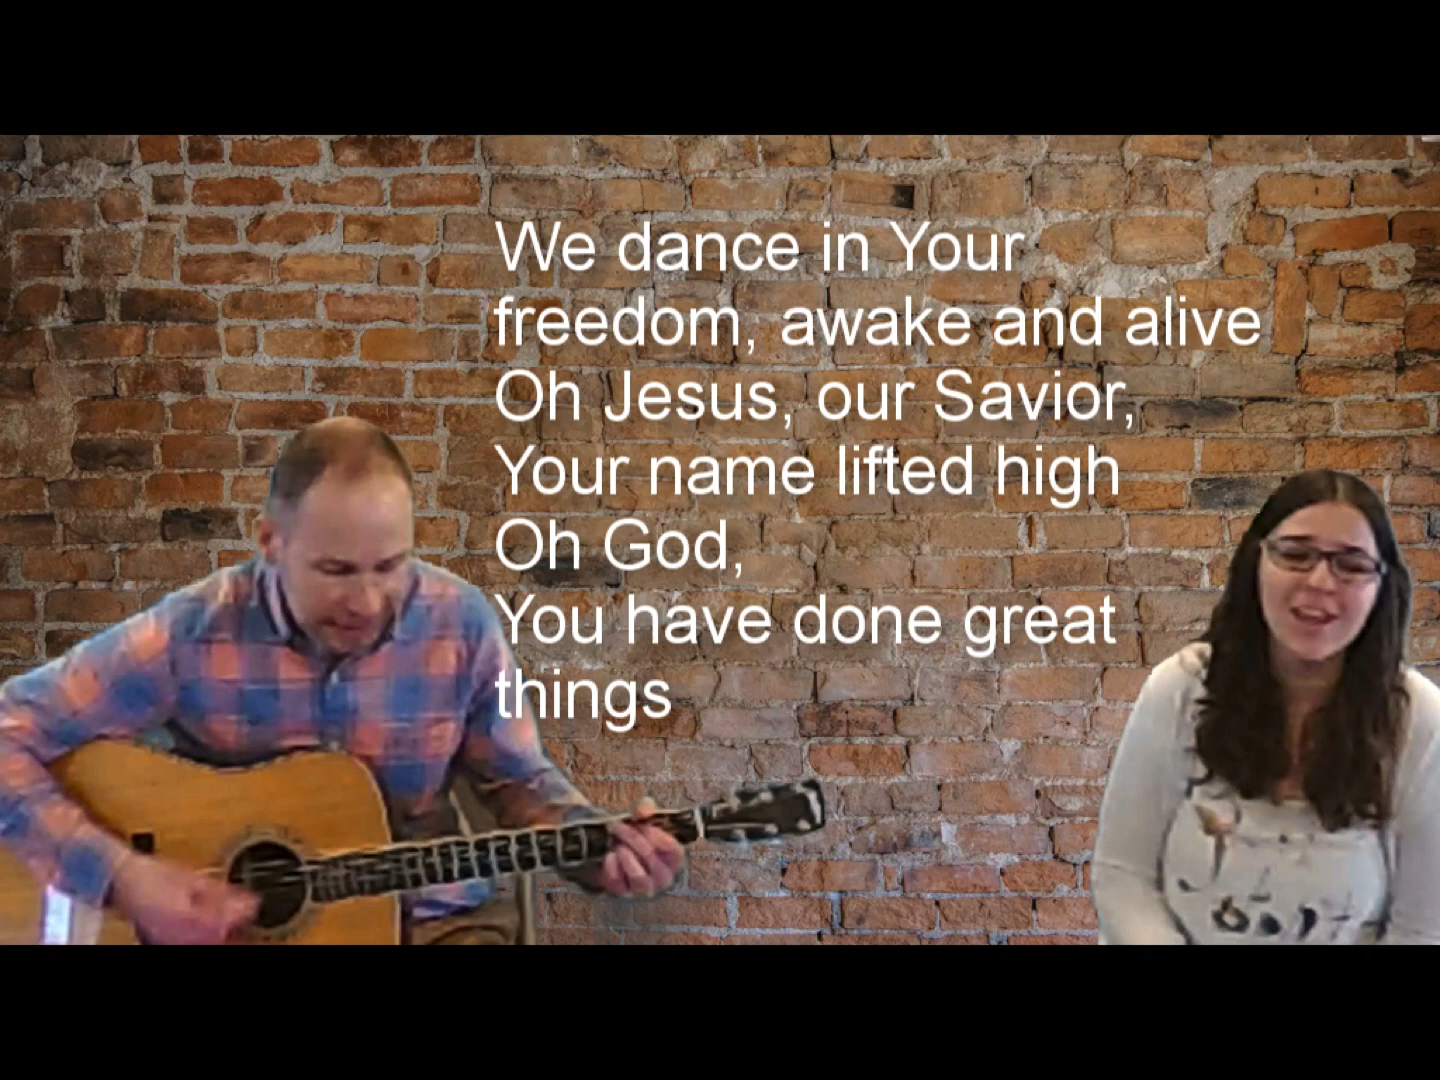 We dance in Your
freedom, awake and alive
Oh Jesus, our Savior,
Your name lifted high
Oh God,
You have done great
things